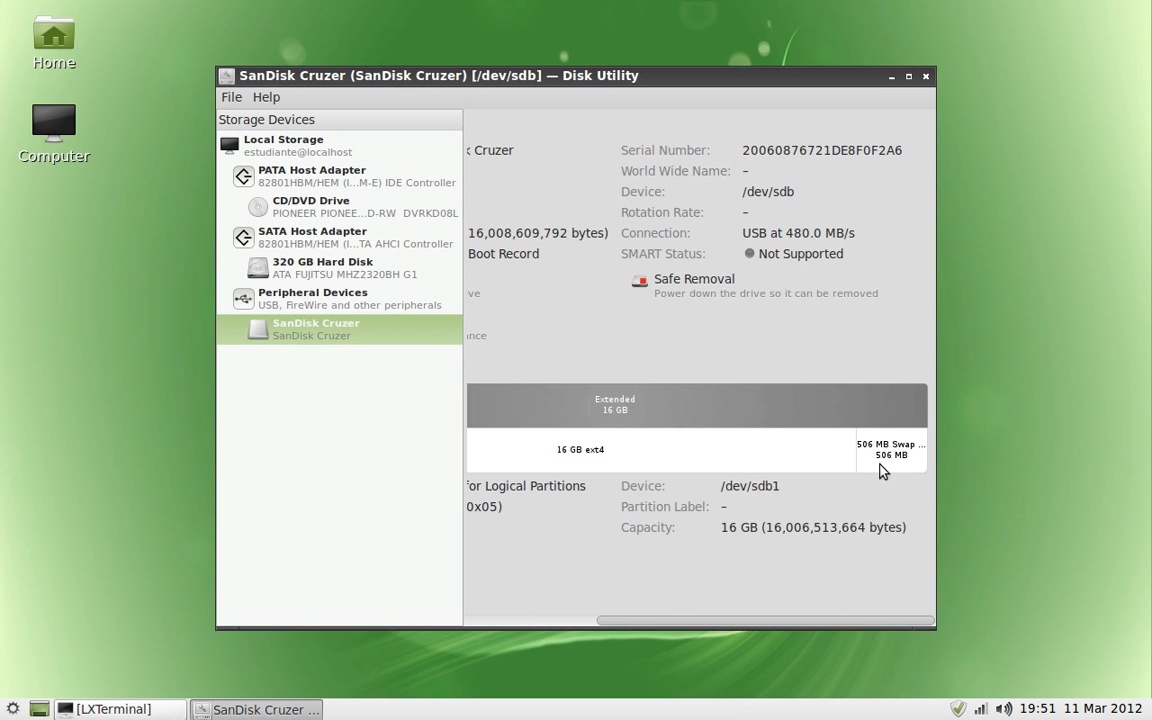 Home
Computer
SanDisk Cruzer (SanDisk Cruzer) [/dev/sdb] — Disk Utility
File Help
Storage Devices
Local Storage
estudiante@localhost
PATA Host Adapter
82801HBM/HEM (I...M-E) IDE Controller
CD/DVD Drive
PIONEER PIONEE...D-RW DVRKD08L
SATA Host Adapter
82801HBM/HEM (I...TA AHCI Controller
320 GB Hard Disk
ATA FUJITSU MHZ2320BH G1
Peripheral Devices
USB, FireWire and other peripherals
SanDisk Cruzer
SanDisk Cruzer
k Cruzer Serial Number: 20060876721DE8F0F2A6
World Wide Name: –
Device: /dev/sdb
Rotation Rate: –
16,008,609,792 bytes) Connection: USB at 480.0 MB/s
Boot Record SMART Status: Not Supported
Safe Removal
ve Power down the drive so it can be removed
nce
Extended
16 GB
16 GB ext4
506 MB Swap ...
506 MB
for Logical Partitions Device: /dev/sdb1
0x05) Partition Label: –
Capacity: 16 GB (16,006,513,664 bytes)
[LXTerminal] SanDisk Cruzer ... 19:51 11 Mar 2012